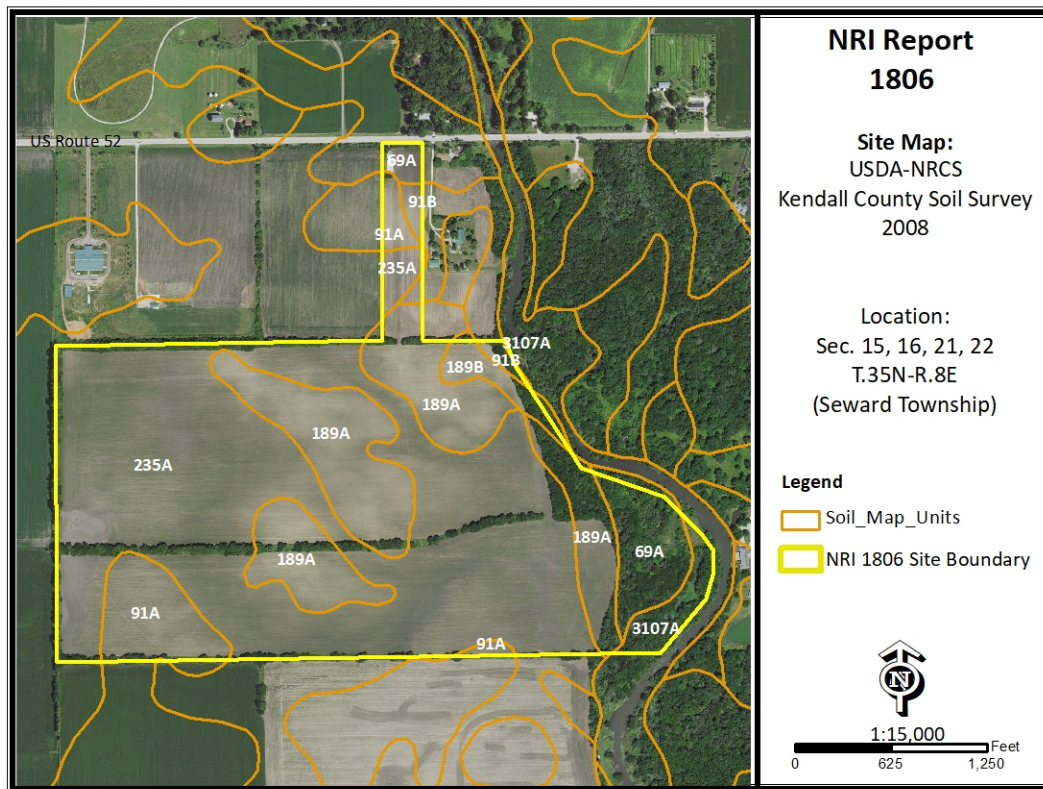 US Route 52
69A
91B
91A
235A
3107A
91B
189B
189A
189A
235A
189A
69A
189A
91A
3107A
91A
NRI Report
1806
Site Map:
USDA-NRCS
Kendall County Soil Survey
2008
Location:
Sec. 15, 16, 21, 22
T.35N-R.8E
(Seward Township)
Legend
Soil_Map_Units
NRI 1806 Site Boundary
N
1:15,000
Feet
0 625 1,250